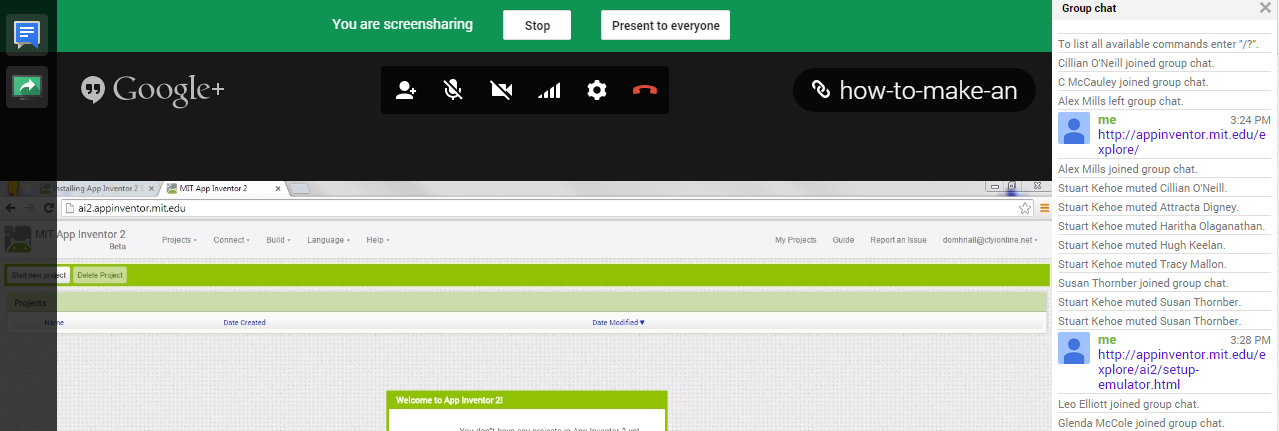 You are screensharing
Stop
Present to everyone
Google+
how-to-make-an
Installing App Inventor 2 S
MIT App Inventor 2
ai2.appinventor.mit.edu
MIT App Inventor 2
Beta
Projects
Connect
Build
Language
Help
My Projects
Guide
Report an Issue
domhnall@ctyionline.net
Start new project
Delete Project
Projects
Name
Date Created
Date Modified
Welcome to App Inventor 2!
You don't have any projects in App Inventor 2 yet
Group chat
To list all available commands enter "/?".
Cillian O'Neill joined group chat.
C McCauley joined group chat.
Alex Mills left group chat.
me 3:24 PM
http://appinventor.mit.edu/e
xplore/
Alex Mills joined group chat.
Stuart Kehoe muted Cillian O'Neill.
Stuart Kehoe muted Attracta Digney.
Stuart Kehoe muted Haritha Olaganathan.
Stuart Kehoe muted Hugh Keelan.
Stuart Kehoe muted Tracy Mallon.
Susan Thornber joined group chat.
Stuart Kehoe muted Susan Thornber.
Stuart Kehoe muted Susan Thornber.
me 3:28 PM
http://appinventor.mit.edu/e
xplore/ai2/setup-
emulator.html
Leo Elliott joined group chat.
Glenda McCole joined group chat.